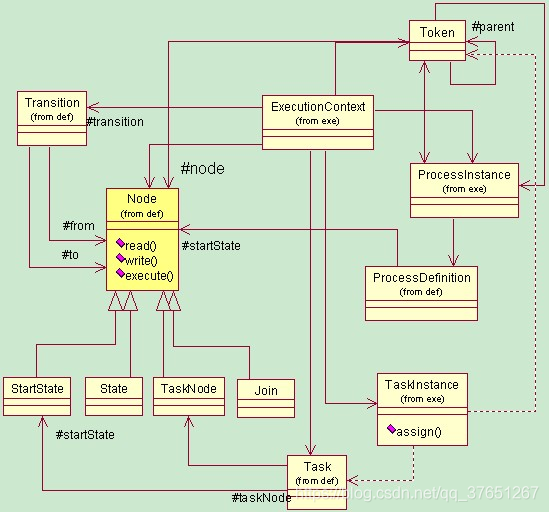 Token
#parent
Transition
(from def)
#transition
ExecutionContext
(from exe)
ProcessInstance
(from exe)
#node
Node
(from def)
read()
write()
execute()
#from
#to
#startState
ProcessDefinition
(from def)
StartState
State
TaskNode
Join
TaskInstance
(from exe)
assign()
#startState
Task
(from def)
#taskNode
https://blog.csdn.net/qq_37651267